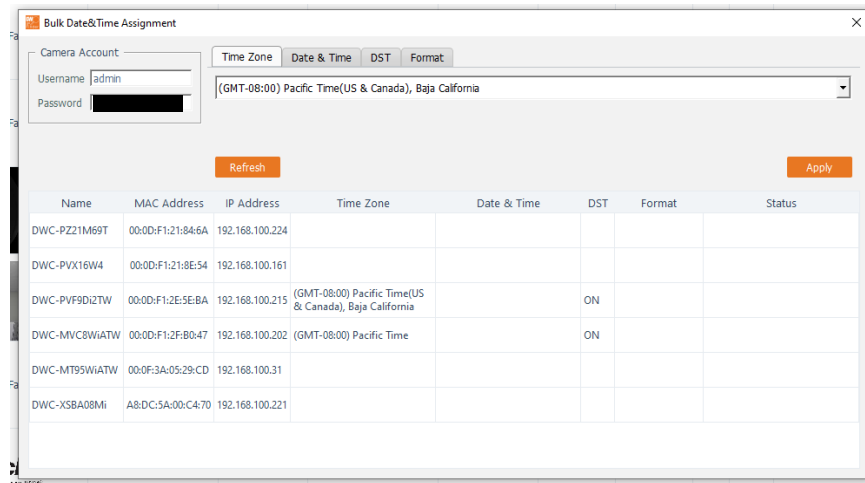 Bulk Date&Time Assignment
Camera Account
Username admin
Password
Time Zone Date & Time DST Format
(GMT-08:00) Pacific Time(US & Canada), Baja California
Refresh Apply
Name MAC Address IP Address Time Zone Date & Time DST Format Status
DWC-PZ21M69T 00:0D:F1:21:84:6A 192.168.100.224
DWC-PVX16W4 00:0D:F1:21:8E:54 192.168.100.161
DWC-PVF9Di2TW 00:0D:F1:2E:5E:BA 192.168.100.215 (GMT-08:00) Pacific Time(US
& Canada), Baja California ON
DWC-MVC8WiATW 00:0D:F1:2F:B0:47 192.168.100.202 (GMT-08:00) Pacific Time ON
DWC-MT95WiATW 00:0F:3A:05:29:CD 192.168.100.31
DWC-XSBA08Mi A8:DC:5A:00:C4:70 192.168.100.221